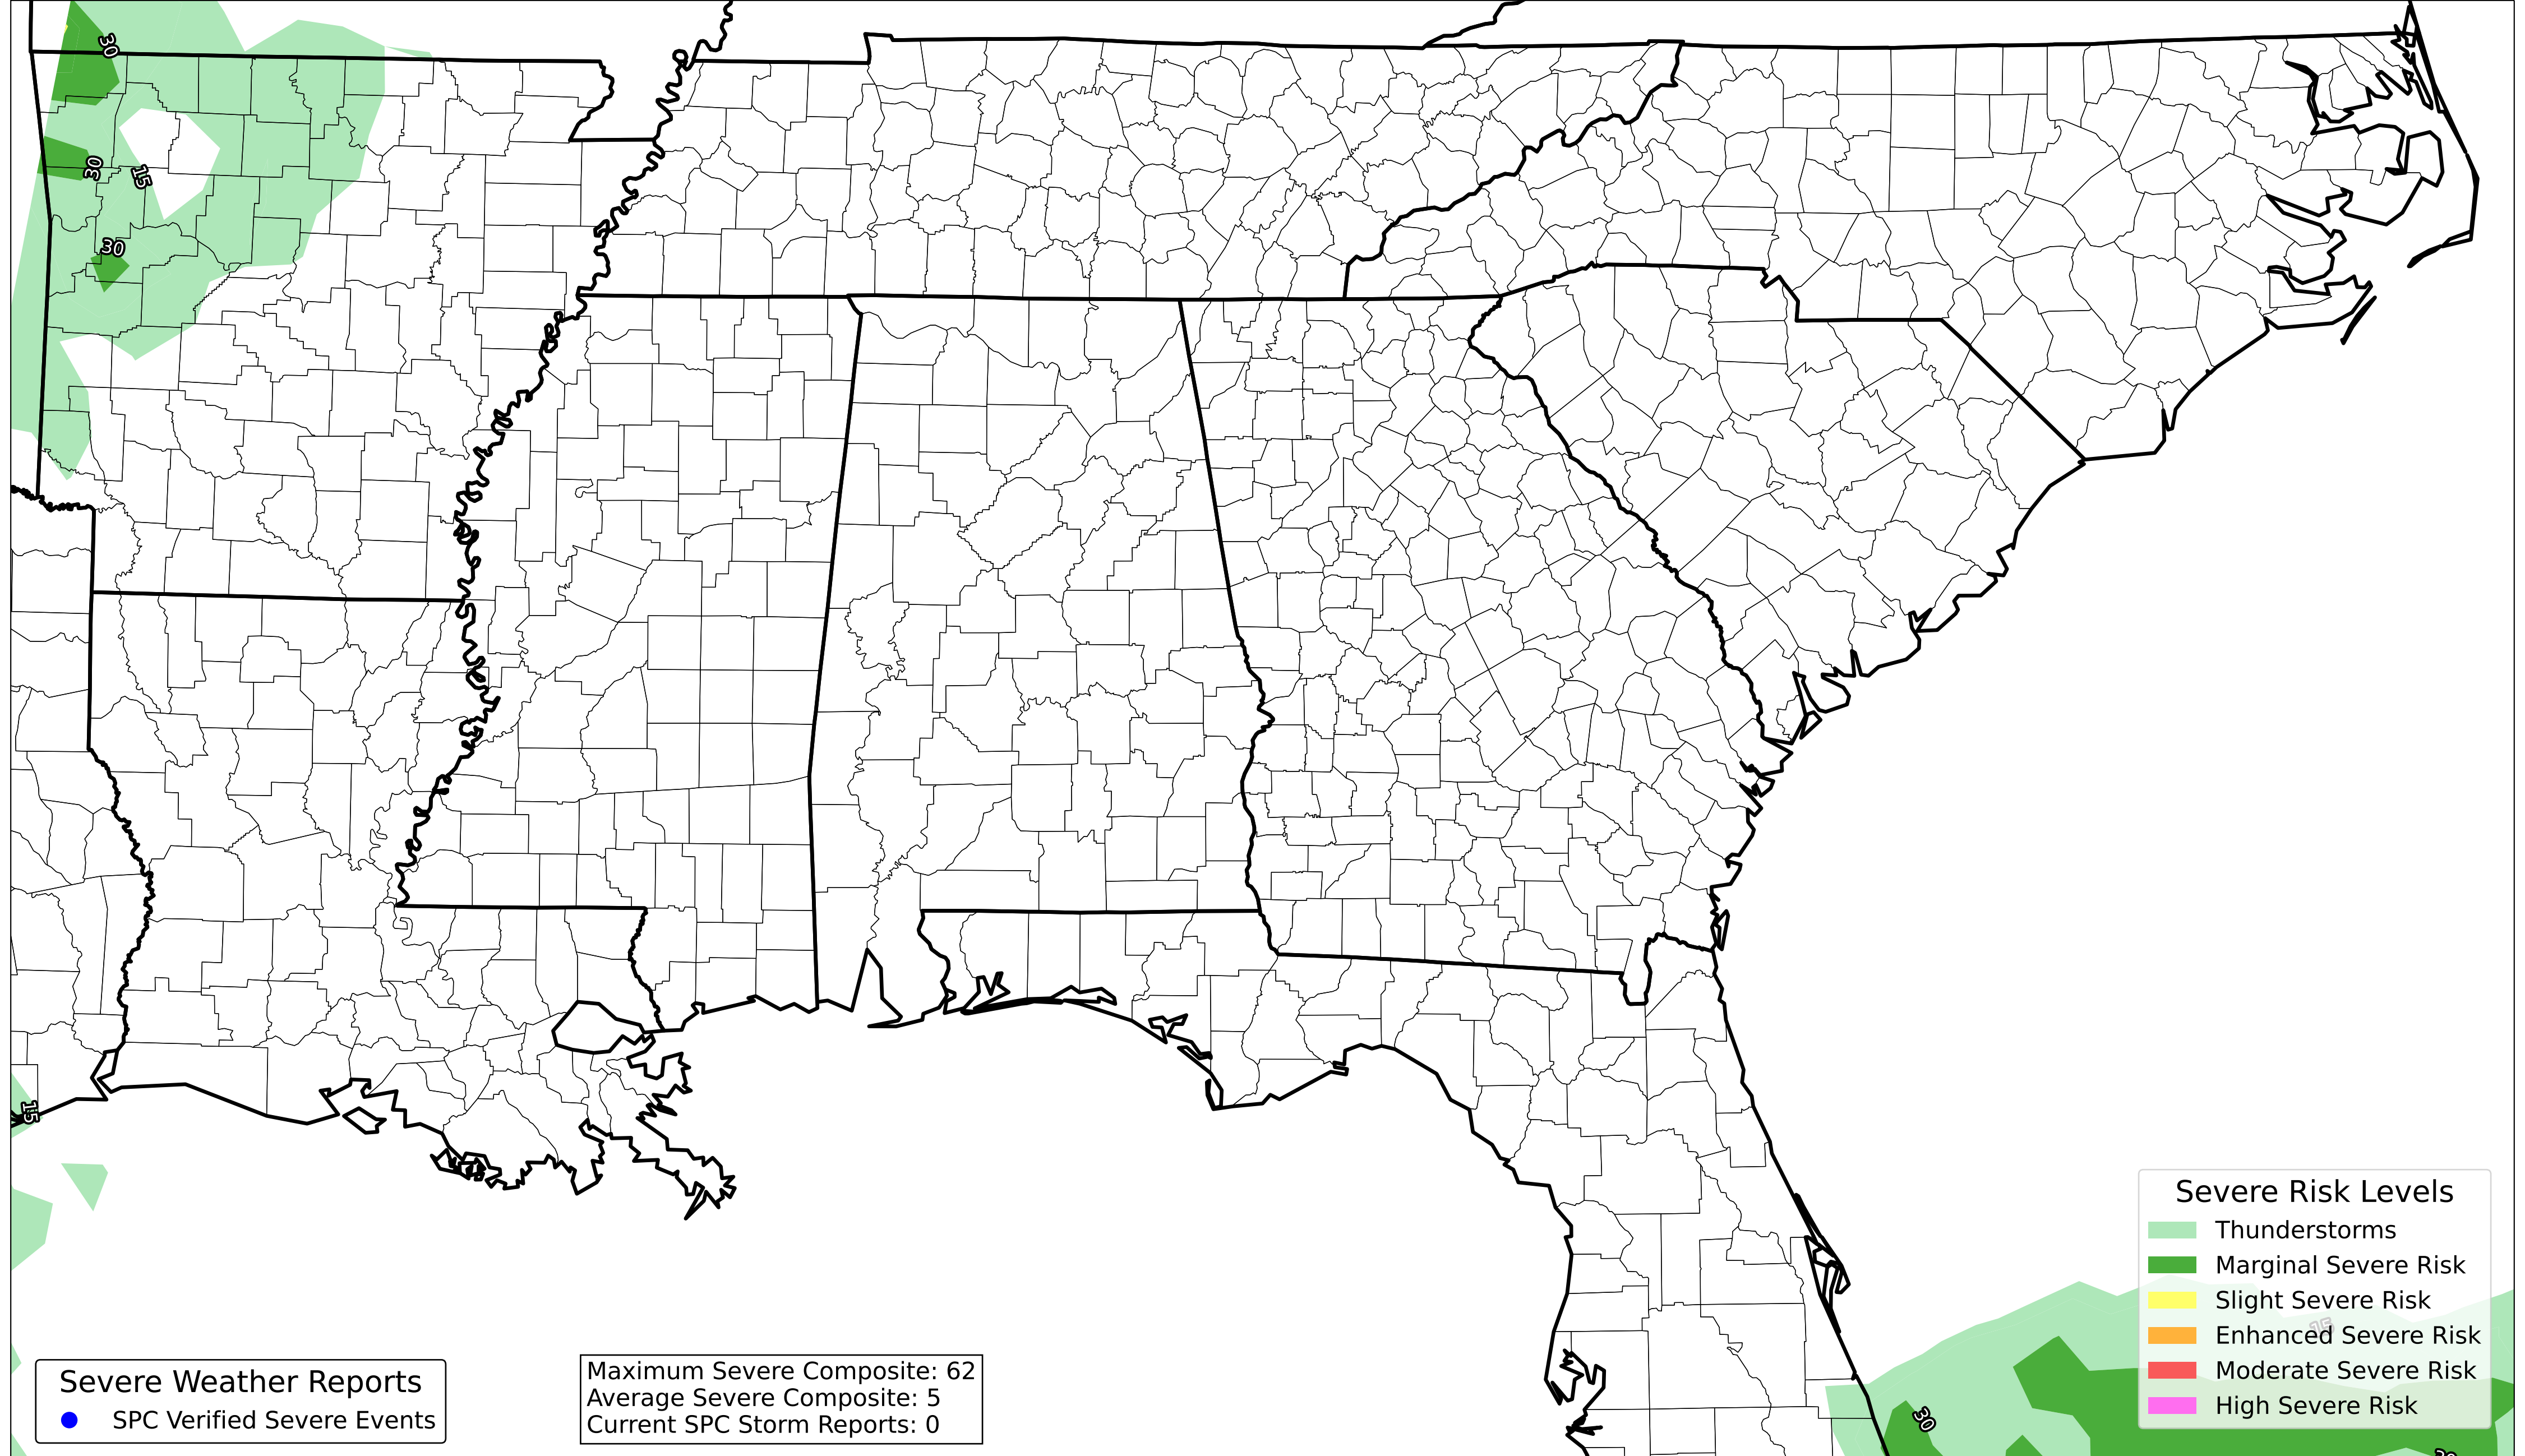 30
30
15
30
15
Severe Risk Levels
Thunderstorms
Marginal Severe Risk
Slight Severe Risk
15
Enhanced Severe Risk
Moderate Severe Risk
High Severe Risk
30
Severe Weather Reports
SPC Verified Severe Events
Maximum Severe Composite: 62
Average Severe Composite: 5
Current SPC Storm Reports: 0